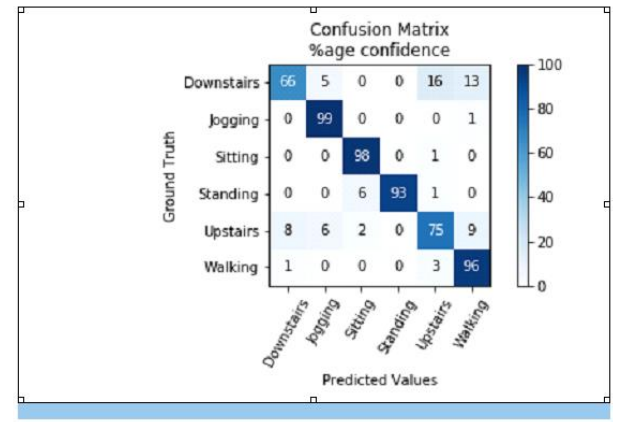 Confusion Matrix
%age confidence
Ground Truth
Downstairs 66 5 0 0 16 13
Jogging 0 99 0 0 0 1
Sitting 0 0 98 0 1 0
Standing 0 0 6 93 1 0
Upstairs 8 6 2 0 75 9
Walking 1 0 0 0 3 96
Downstairs Jogging Sitting Standing Upstairs Walking
Predicted Values
100
80
60
40
20
0